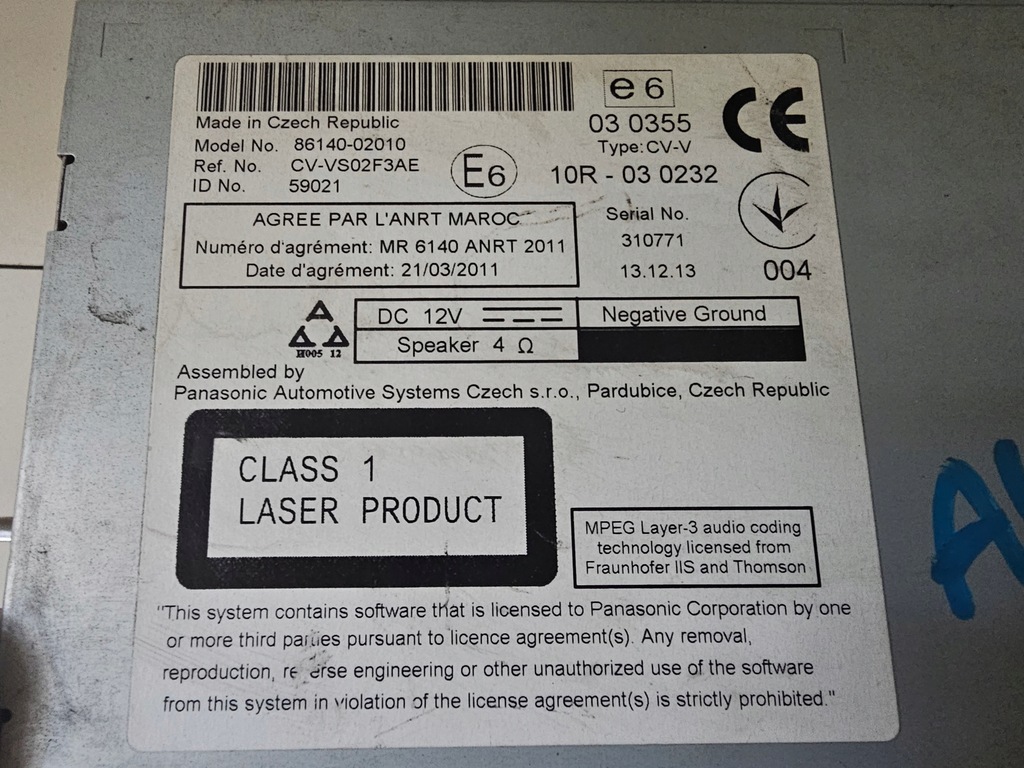 e6
CE
Made in Czech Republic
03 0355
Model No. 86140-02010
Type:CV-V
Ref. No. CV-VS02F3AE
E6
10R - 03 0232
ID No. 59021
AGREE PAR L'ANRT MAROC
Numéro d'agrément: MR 6140 ANRT 2011
Date d'agrément: 21/03/2011
Serial No.
310771
13.12.13
004
H005 12
DC 12V
Negative Ground
Speaker 4 Ω
Assembled by
Panasonic Automotive Systems Czech s.r.o., Pardubice, Czech Republic
CLASS 1
LASER PRODUCT
MPEG Layer-3 audio coding
technology licensed from
Fraunhofer IIS and Thomson
"This system contains software that is licensed to Panasonic Corporation by one
or more third parties pursuant to licence agreement(s). Any removal,
reproduction, reverse engineering or other unauthorized use of the software
from this system in violation of the license agreement(s) is strictly prohibited."